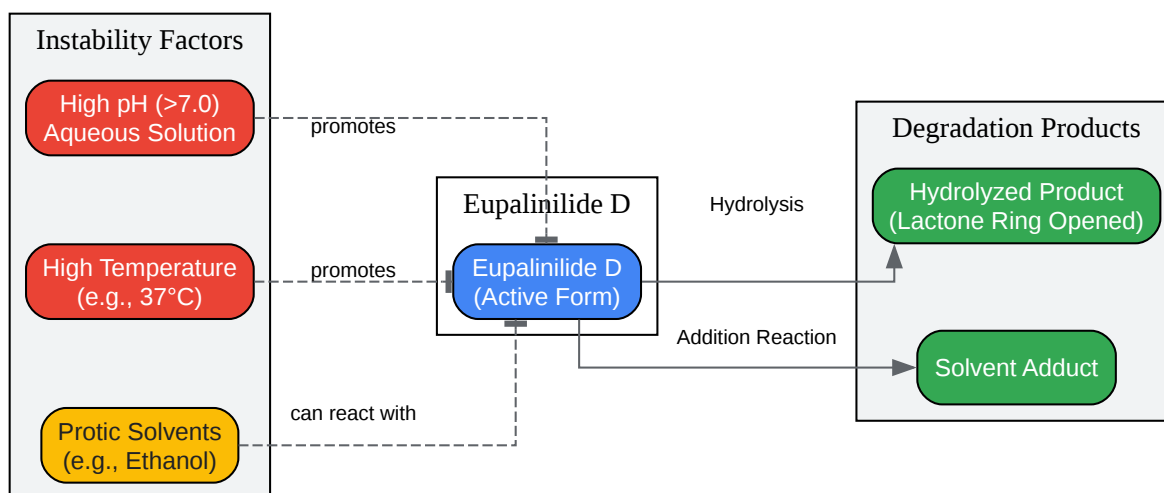 Instability Factors
High pH (>7.0)
Aqueous Solution
promotes
High Temperature
(e.g., 37°C)
promotes
Protic Solvents
(e.g., Ethanol)
can react with
Eupalinilide D
Eupalinilide D
(Active Form)
Hydrolysis
Addition Reaction
Degradation Products
Hydrolyzed Product
(Lactone Ring Opened)
Solvent Adduct